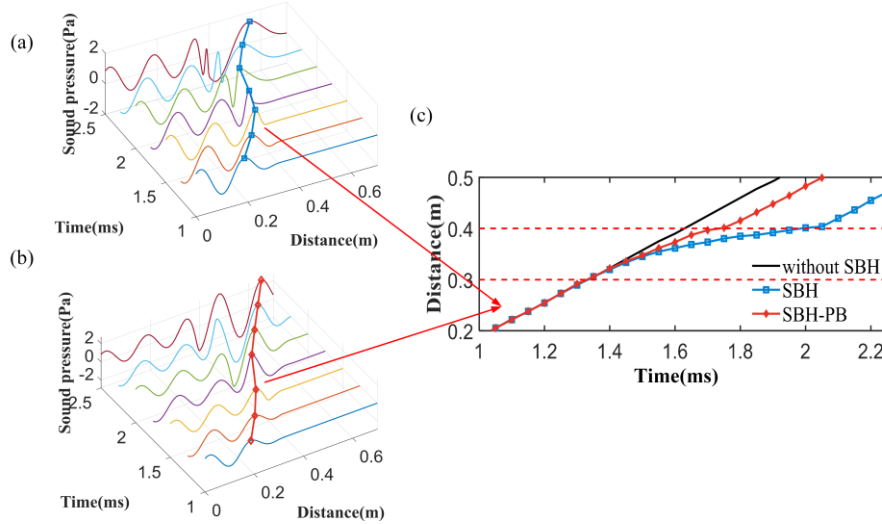 (a)
Sound pressure(Pa)
2
0
-2
2.5
2
1.5
1
Time(ms)
0
0.2
0.4
0.6
Distance(m)
(b)
Sound pressure(Pa)
2
0
-2
2.5
2
1.5
1
Time(ms)
0
0.2
0.4
0.6
Distance(m)
(c)
Distance(m)
0.5
0.4
0.3
0.2
without SBH
SBH
SBH-PB
1 1.2 1.4 1.6 1.8 2 2.2
Time(ms)